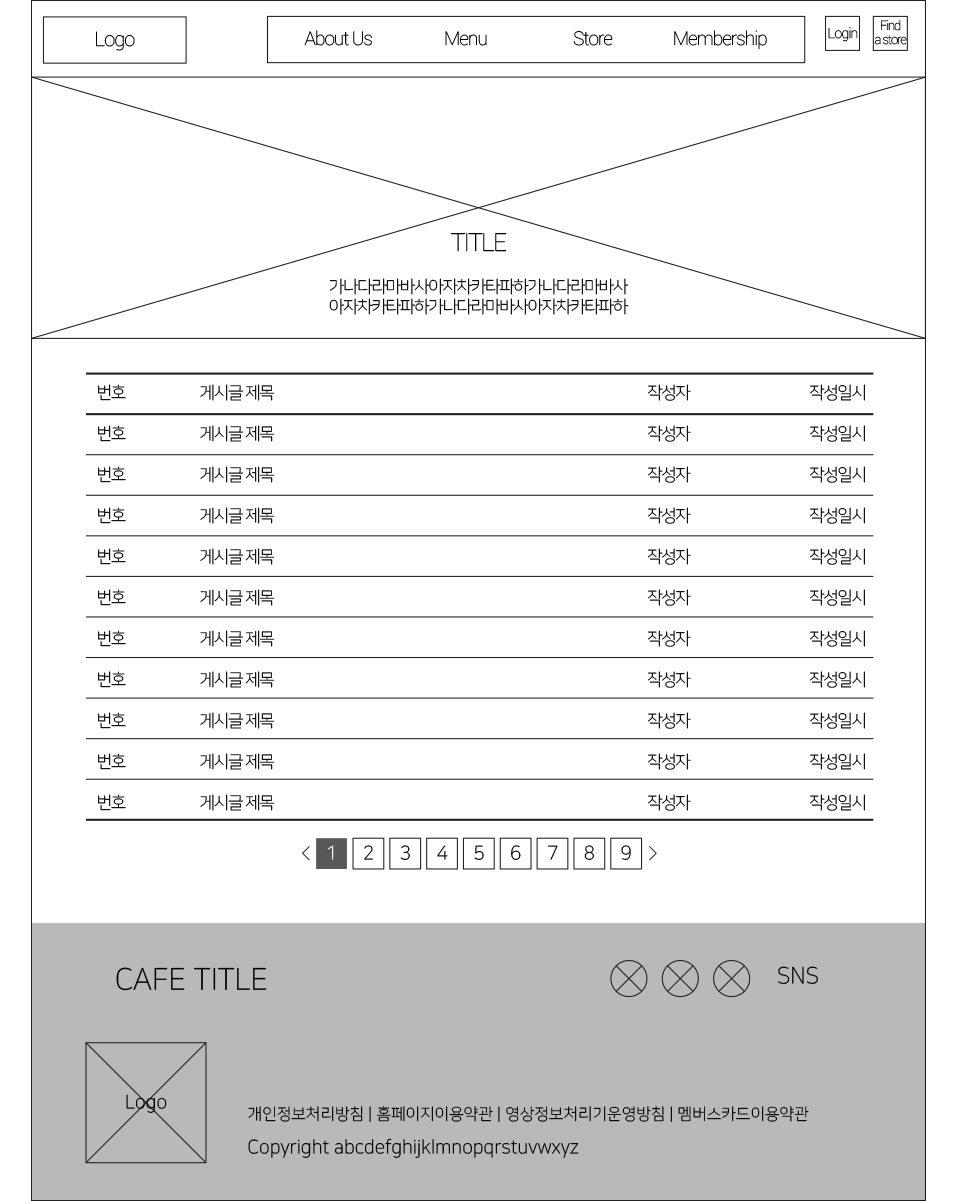 Logo About Us Menu Store Membership Login Find a store
TITLE
가나다라마바사아자차카타파하가나다라마바사
아자차카타파하가나다라마바사아자차카타파하
번호 게시글 제목 작성자 작성일시
번호 게시글 제목 작성자 작성일시
번호 게시글 제목 작성자 작성일시
번호 게시글 제목 작성자 작성일시
번호 게시글 제목 작성자 작성일시
번호 게시글 제목 작성자 작성일시
번호 게시글 제목 작성자 작성일시
번호 게시글 제목 작성자 작성일시
번호 게시글 제목 작성자 작성일시
번호 게시글 제목 작성자 작성일시
번호 게시글 제목 작성자 작성일시
< 1 2 3 4 5 6 7 8 9 >
CAFE TITLE SNS
Logo
개인정보처리방침 | 홈페이지이용약관 | 영상정보처리기운영방침 | 멤버스카드이용약관
Copyright abcdefghijklmnopqrstuvwxyz